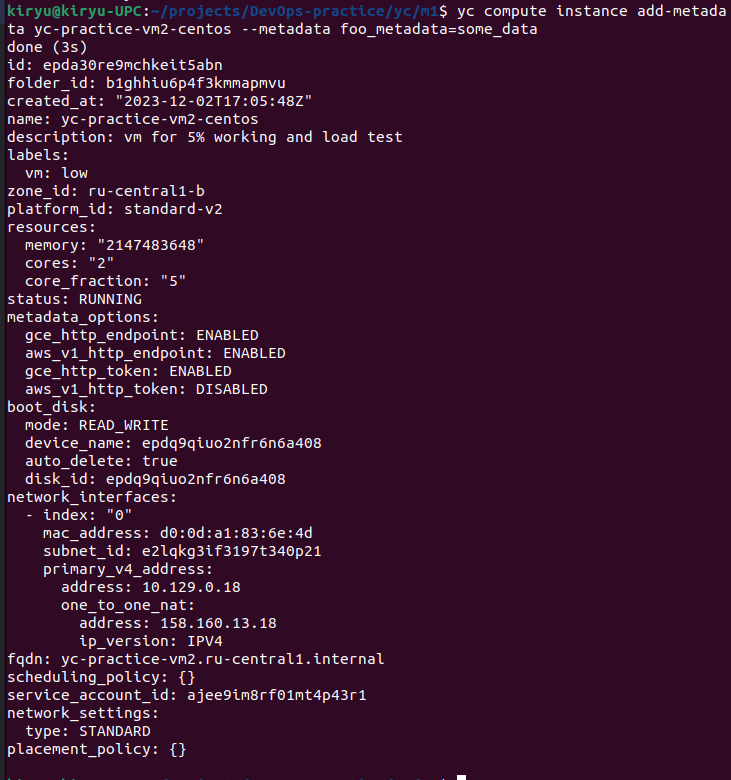 kiryu@kiryu-UPC:~/projects/DevOps-practice/yc/m1$ yc compute instance add-metada
ta yc-practice-vm2-centos --metadata foo_metadata=some_data
done (3s)
id: epda30re9mchkeit5abn
folder_id: b1ghhiu6p4f3kmmapmvu
created_at: "2023-12-02T17:05:48Z"
name: yc-practice-vm2-centos
description: vm for 5% working and load test
labels:
  vm: low
zone_id: ru-central1-b
platform_id: standard-v2
resources:
  memory: "2147483648"
  cores: "2"
  core_fraction: "5"
status: RUNNING
metadata_options:
  gce_http_endpoint: ENABLED
  aws_v1_http_endpoint: ENABLED
  gce_http_token: ENABLED
  aws_v1_http_token: DISABLED
boot_disk:
  mode: READ_WRITE
  device_name: epdq9qiuo2nfr6n6a408
  auto_delete: true
  disk_id: epdq9qiuo2nfr6n6a408
network_interfaces:
  - index: "0"
    mac_address: d0:0d:a1:83:6e:4d
    subnet_id: e2lqkg3if3197t340p21
    primary_v4_address:
      address: 10.129.0.18
      one_to_one_nat:
        address: 158.160.13.18
        ip_version: IPV4
fqdn: yc-practice-vm2.ru-central1.internal
scheduling_policy: {}
service_account_id: ajee9im8rf01mt4p43r1
network_settings:
  type: STANDARD
placement_policy: {}